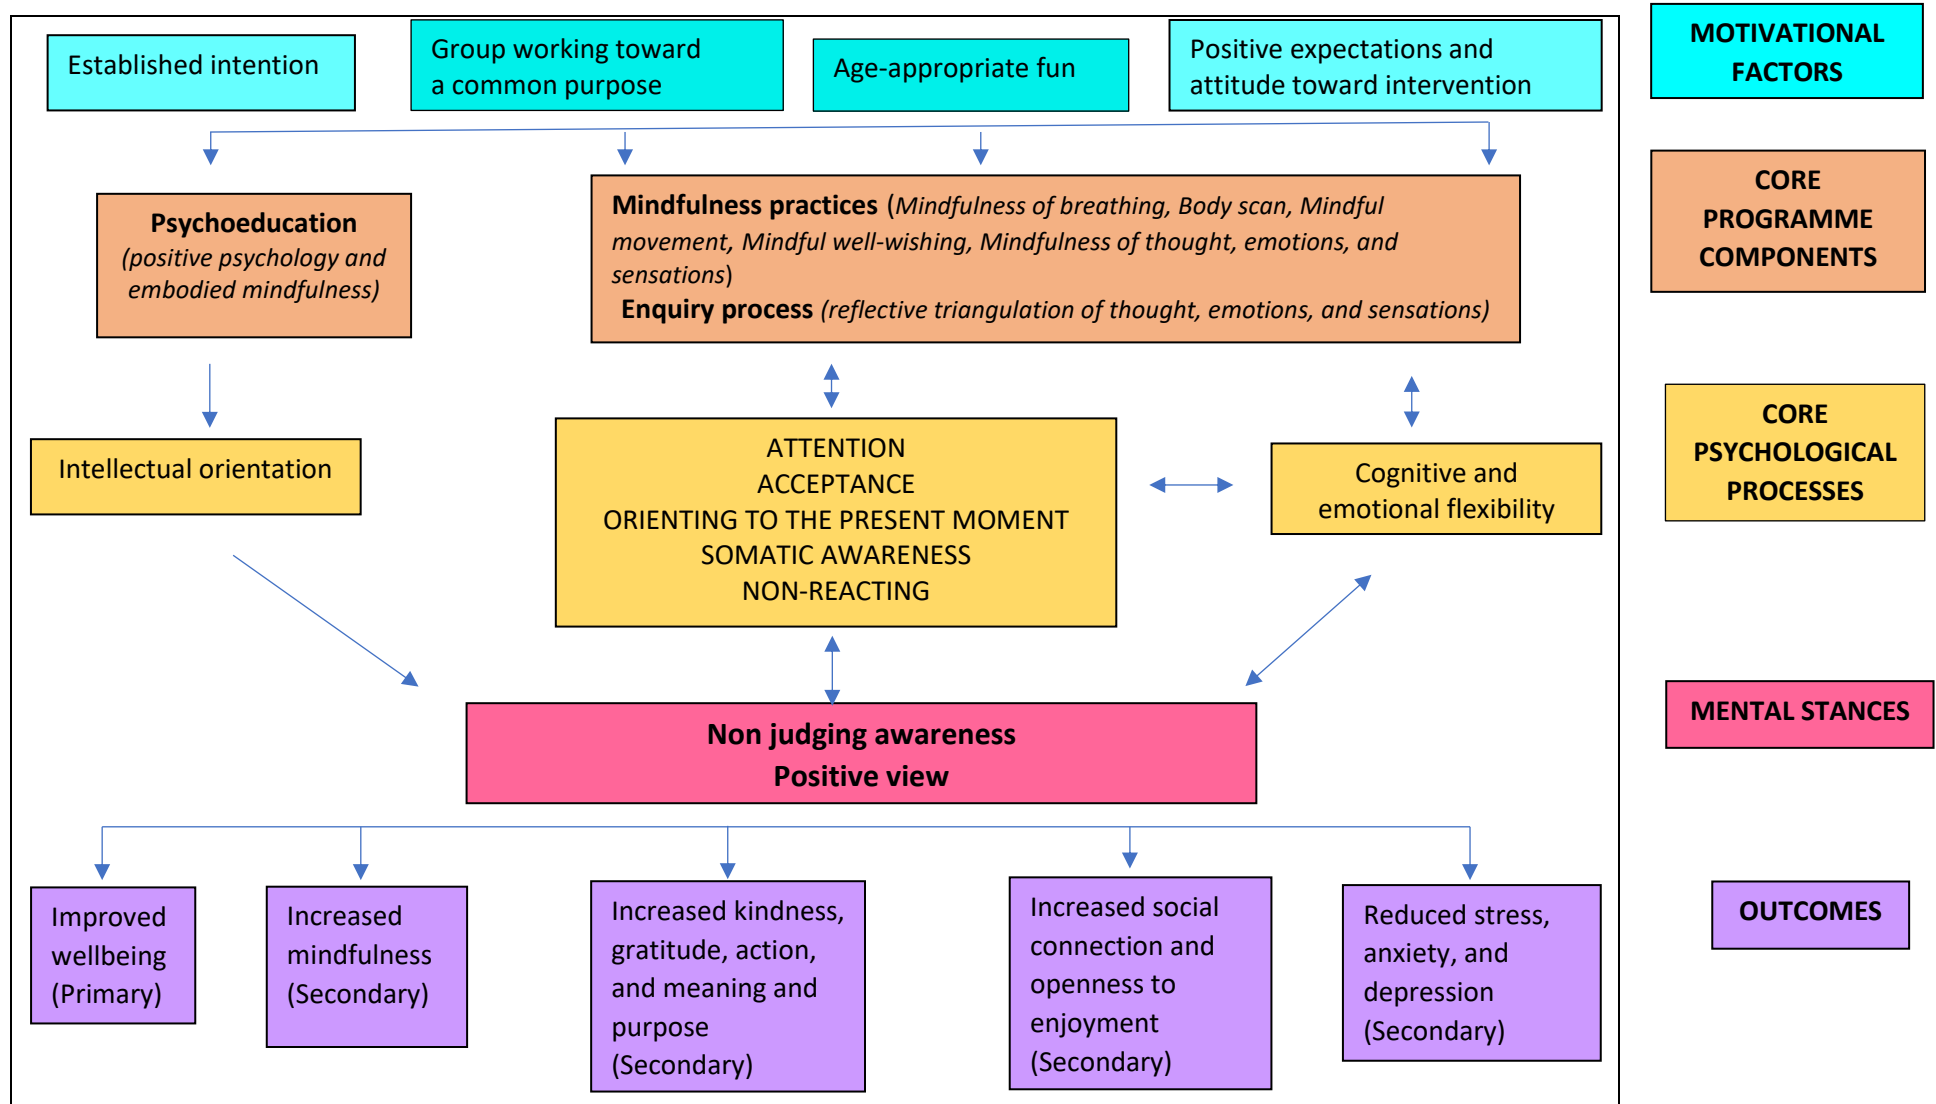 Established intention
Group working toward
a common purpose
Age-appropriate fun
Positive expectations and
attitude toward intervention
MOTIVATIONAL
FACTORS
Psychoeducation
(positive psychology and
embodied mindfulness)
Mindfulness practices (Mindfulness of breathing, Body scan, Mindful
movement, Mindful well-wishing, Mindfulness of thought, emotions, and
sensations)
Enquiry process (reflective triangulation of thought, emotions, and sensations)
CORE
PROGRAMME
COMPONENTS
Intellectual orientation
ATTENTION
ACCEPTANCE
ORIENTING TO THE PRESENT MOMENT
SOMATIC AWARENESS
NON-REACTING
Cognitive and
emotional flexibility
CORE
PSYCHOLOGICAL
PROCESSES
Non judging awareness
Positive view
MENTAL STANCES
Improved
wellbeing
(Primary)
Increased
mindfulness
(Secondary)
Increased kindness,
gratitude, action,
and meaning and
purpose
(Secondary)
Increased social
connection and
openness to
enjoyment
(Secondary)
Reduced stress,
anxiety, and
depression
(Secondary)
OUTCOMES